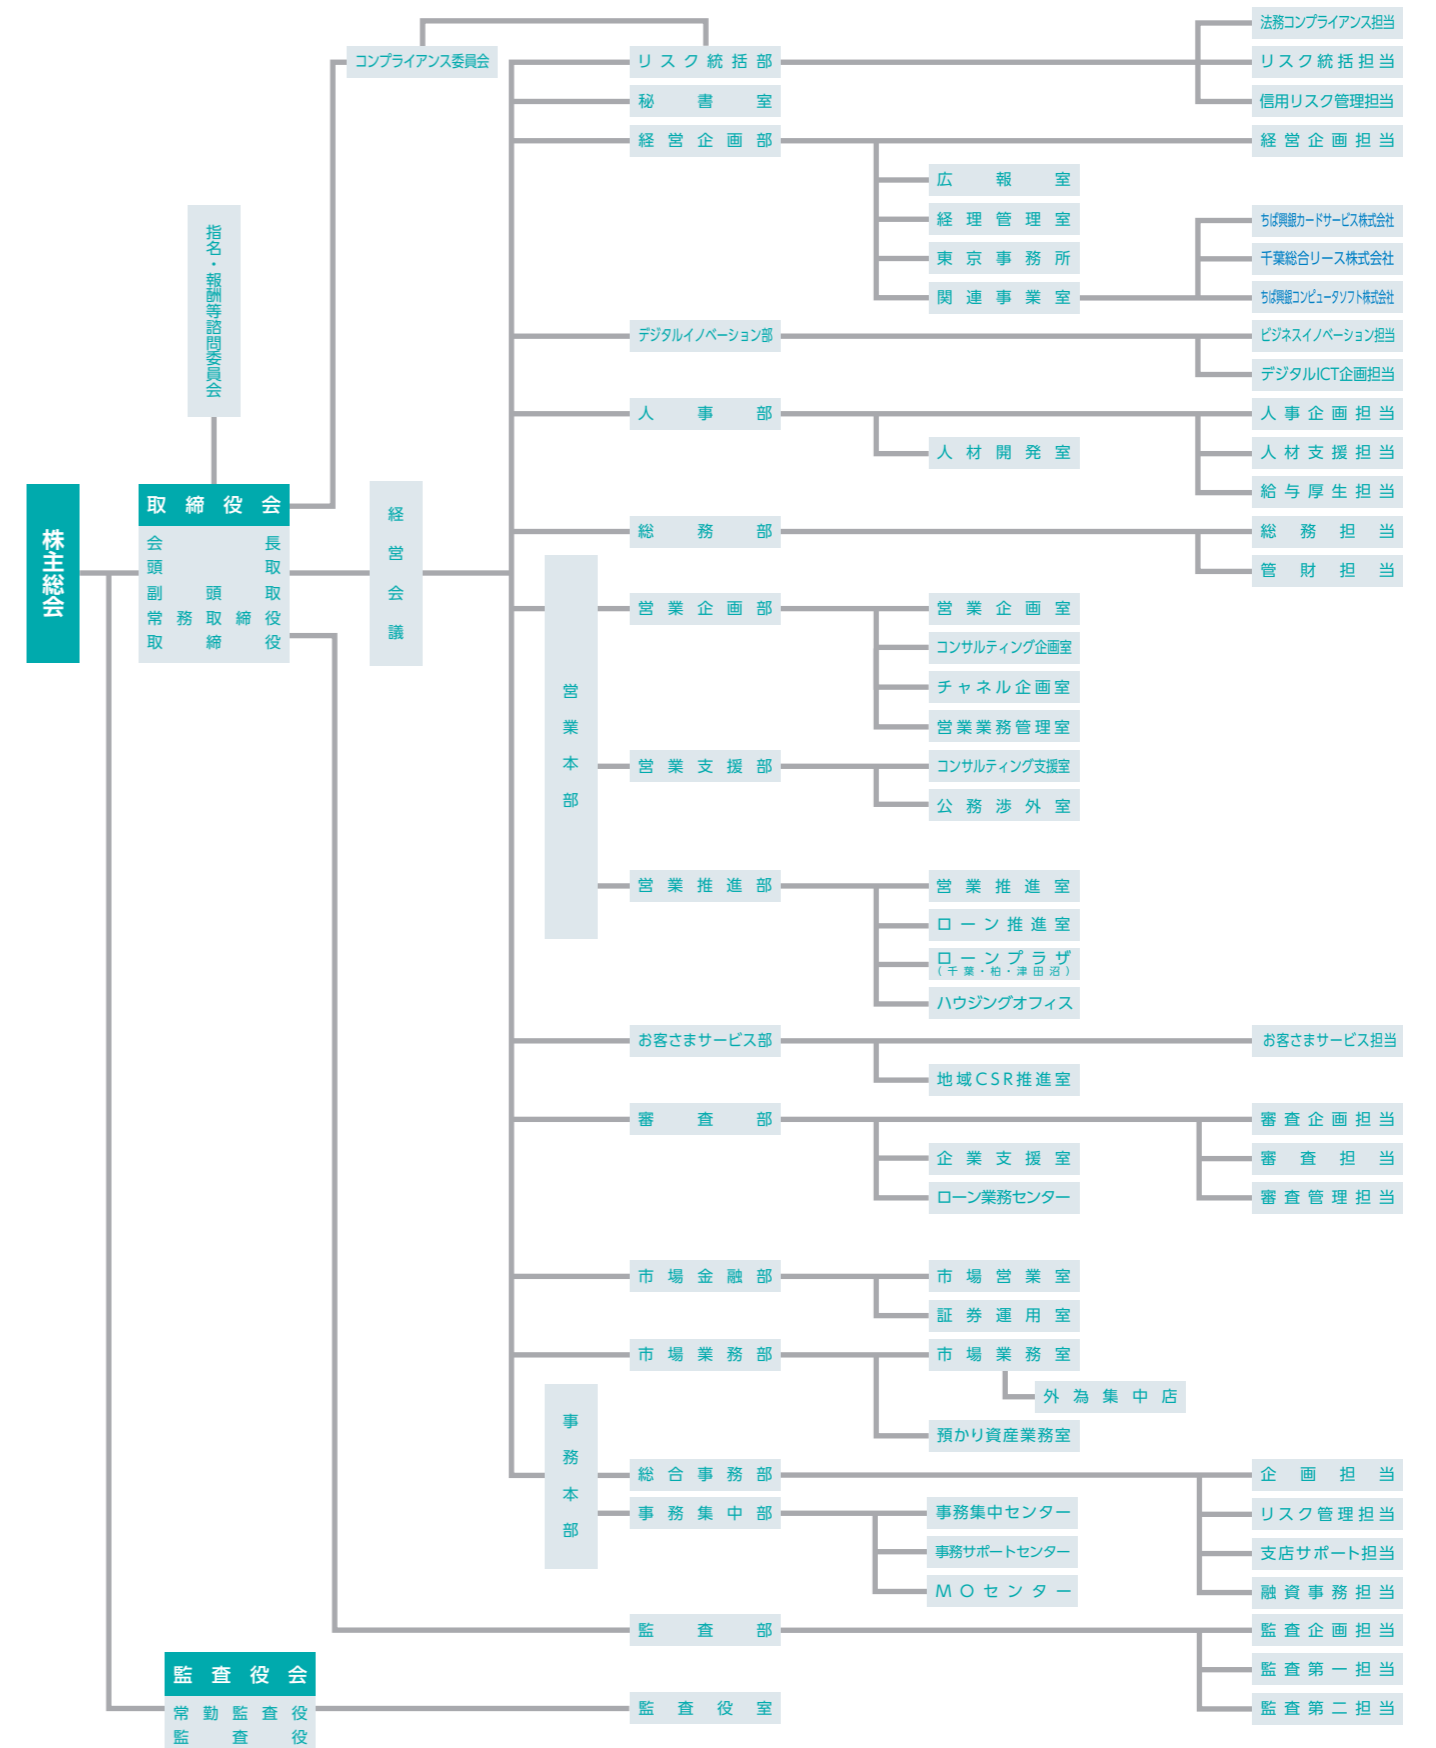 株主総会
指名・報酬等諮問委員会
取締役会
会長
頭取
副頭取
常務取締役
取締役
監査役会
常勤監査役
監査役
コンプライアンス委員会
経営会議
営業本部
事務本部
リスク統括部
法務コンプライアンス担当
リスク統括担当
信用リスク管理担当
秘書室
経営企画部
経営企画担当
広報室
経理管理室
東京事務所
関連事業室
ちば興銀カードサービス株式会社
千葉総合リース株式会社
ちば興銀コンピュータソフト株式会社
デジタルイノベーション部
ビジネスイノベーション担当
デジタルICT企画担当
人事部
人材開発室
人事企画担当
人材支援担当
給与厚生担当
総務部
総務担当
管財担当
営業企画部
営業企画室
コンサルティング企画室
チャネル企画室
営業業務管理室
営業支援部
コンサルティング支援室
公務渉外室
営業推進部
営業推進室
ローン推進室
ローンプラザ
(千葉・柏・津田沼)
ハウジングオフィス
お客さまサービス部
お客さまサービス担当
地域CSR推進室
審査部
企業支援室
ローン業務センター
審査企画担当
審査担当
審査管理担当
市場金融部
市場営業室
証券運用室
市場業務部
市場業務室
外為集中店
預かり資産業務室
総合事務部
企画担当
リスク管理担当
支店サポート担当
融資事務担当
事務集中部
事務集中センター
事務サポートセンター
MOセンター
監査部
監査企画担当
監査第一担当
監査第二担当
監査役室